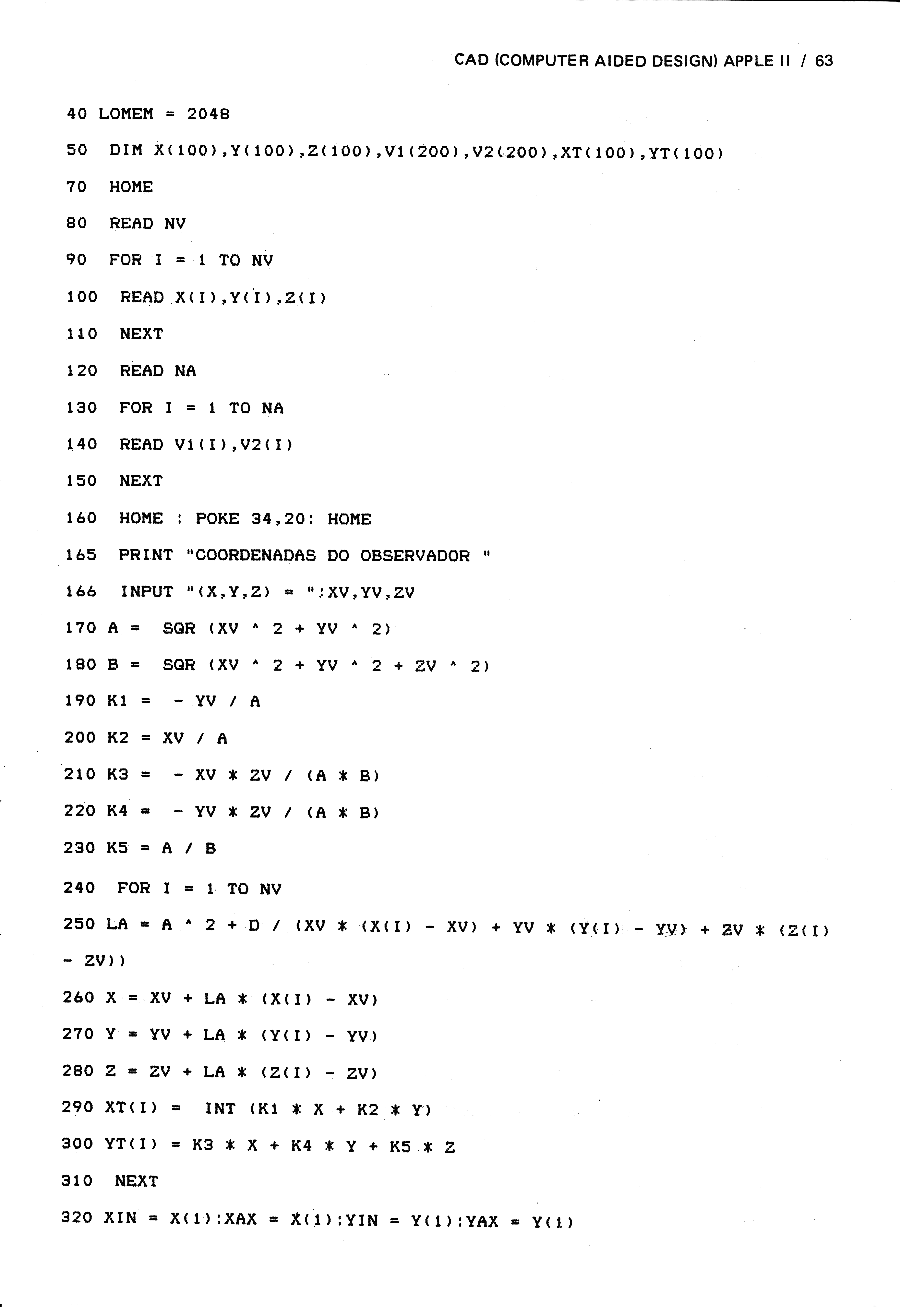 CAD (COMPUTER AIDED DESIGN) APPLE II / 63
40 LOMEM = 2048
50 DIM X(100),Y(100),Z(100),V1(200),V2(200),XT(100),YT(100)
70 HOME
80 READ NV
90 FOR I = 1 TO NV
100 READ X(I),Y(I),Z(I)
110 NEXT
120 READ NA
130 FOR I = 1 TO NA
140 READ V1(I),V2(I)
150 NEXT
160 HOME : POKE 34,20: HOME
165 PRINT "COORDENADAS DO OBSERVADOR "
166 INPUT "(X,Y,Z) = ";XV,YV,ZV
170 A = SQR (XV ^ 2 + YV ^ 2)
180 B = SQR (XV ^ 2 + YV ^ 2 + ZV ^ 2)
190 K1 = - YV / A
200 K2 = XV / A
210 K3 = - XV * ZV / (A * B)
220 K4 = - YV * ZV / (A * B)
230 K5 = A / B
240 FOR I = 1 TO NV
250 LA = A ^ 2 + D / (XV * (X(I) - XV) + YV * (Y(I) - YV) + ZV * (Z(I)
- ZV))
260 X = XV + LA * (X(I) - XV)
270 Y = YV + LA * (Y(I) - YV)
280 Z = ZV + LA * (Z(I) - ZV)
290 XT(I) = INT (K1 * X + K2 * Y)
300 YT(I) = K3 * X + K4 * Y + K5 * Z
310 NEXT
320 XIN = X(1):XAX = X(1):YIN = Y(1):YAX = Y(1)